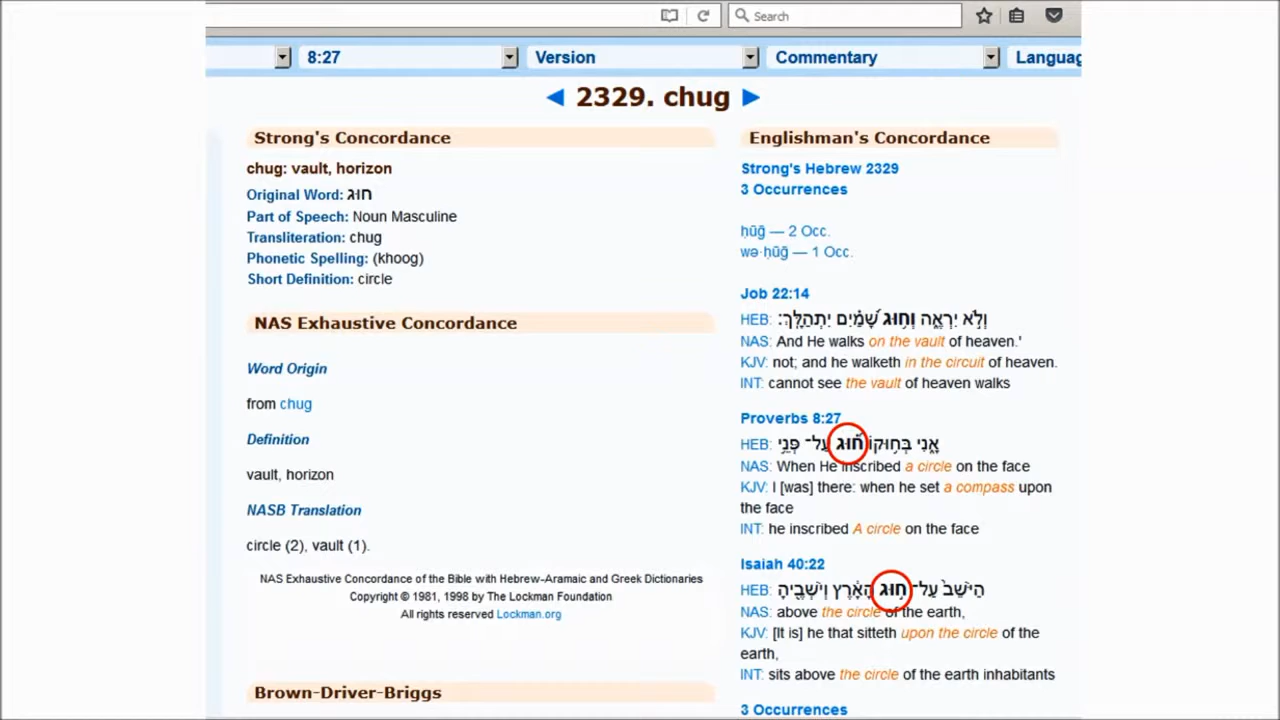 Search
8:27
Version
Commentary
Languag
2329. chug
Strong's Concordance
chug: vault, horizon
Original Word: חוּג
Part of Speech: Noun Masculine
Transliteration: chug
Phonetic Spelling: (khoog)
Short Definition: circle
NAS Exhaustive Concordance
Word Origin
from chug
Definition
vault, horizon
NASB Translation
circle (2), vault (1).
NAS Exhaustive Concordance of the Bible with Hebrew-Aramaic and Greek Dictionaries
Copyright © 1981, 1998 by The Lockman Foundation
All rights reserved Lockman.org
Brown-Driver-Briggs
Englishman's Concordance
Strong's Hebrew 2329
3 Occurrences
ḥūḡ — 2 Occ.
wə·ḥūḡ — 1 Occ.
Job 22:14
HEB: וְלֹ֣א יִרְאֶ֑ה וְח֥וּג שָׁ֝מַ֗יִם יִתְהַלָּֽךְ׃
NAS: And He walks on the vault of heaven.'
KJV: not; and he walketh in the circuit of heaven.
INT: cannot see the vault of heaven walks
Proverbs 8:27
HEB: אָ֑נִי בְּח֥וּקוֹ ח֝֗וּג עַל־ פְּנֵ֥י
NAS: When He inscribed a circle on the face
KJV: I [was] there: when he set a compass upon
the face
INT: he inscribed A circle on the face
Isaiah 40:22
HEB: הַיֹּשֵׁב֙ עַל־ ח֣וּג הָאָ֔רֶץ וְיֹשְׁבֶ֖יהָ
NAS: above the circle of the earth,
KJV: [It is] he that sitteth upon the circle of the
earth,
INT: sits above the circle of the earth inhabitants
3 Occurrences